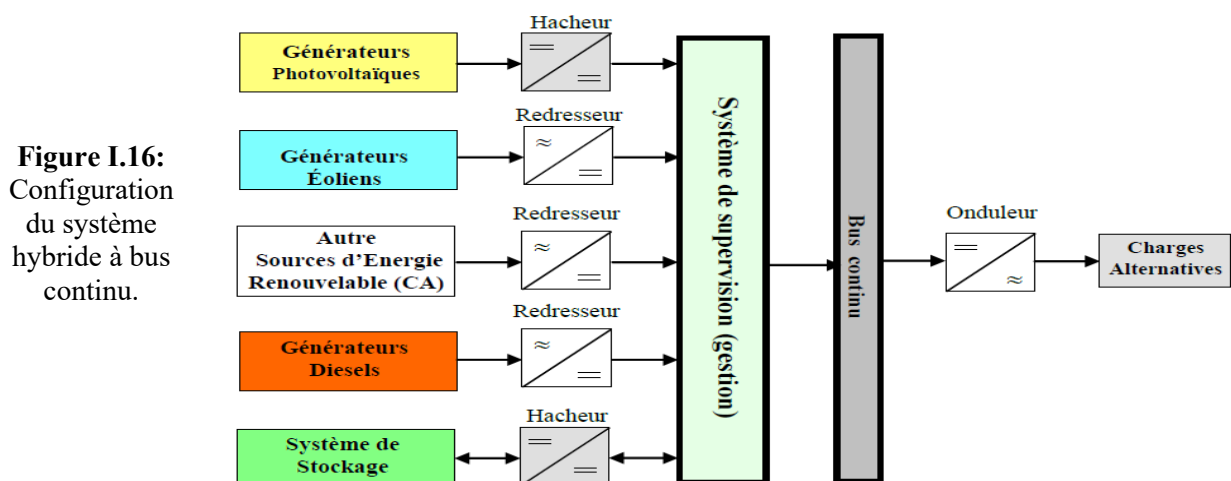 Figure I.16:
Configuration
du système
hybride à bus
continu.
Hacheur
Générateurs
Photovoltaïques
Redresseur
Générateurs
Éoliens
Redresseur
Autre
Sources d'Energie
Renouvelable (CA)
Redresseur
Générateurs
Diesels
Hacheur
Système de
Stockage
Système de supervision (gestion)
Bus continu
Onduleur
Charges
Alternatives